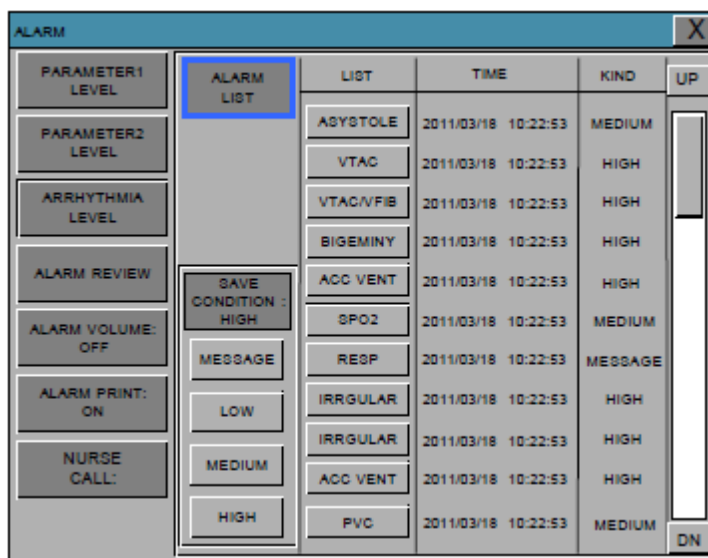 ALARM
X
PARAMETER1
LEVEL
PARAMETER2
LEVEL
ARRHYTHMIA
LEVEL
ALARM REVIEW
ALARM VOLUME:
OFF
ALARM PRINT:
ON
NURSE
CALL:
ALARM
LIST
SAVE
CONDITION :
HIGH
MESSAGE
LOW
MEDIUM
HIGH
LIST TIME KIND
ASYSTOLE 2011/03/18 10:22:53 MEDIUM
VTAC 2011/03/18 10:22:53 HIGH
VTAC/VFIB 2011/03/18 10:22:53 HIGH
BIGEMINY 2011/03/18 10:22:53 HIGH
ACC VENT 2011/03/18 10:22:53 HIGH
SPO2 2011/03/18 10:22:53 MEDIUM
RESP 2011/03/18 10:22:53 MESSAGE
IRRGULAR 2011/03/18 10:22:53 HIGH
IRRGULAR 2011/03/18 10:22:53 HIGH
ACC VENT 2011/03/18 10:22:53 HIGH
PVC 2011/03/18 10:22:53 MEDIUM
UP
DN